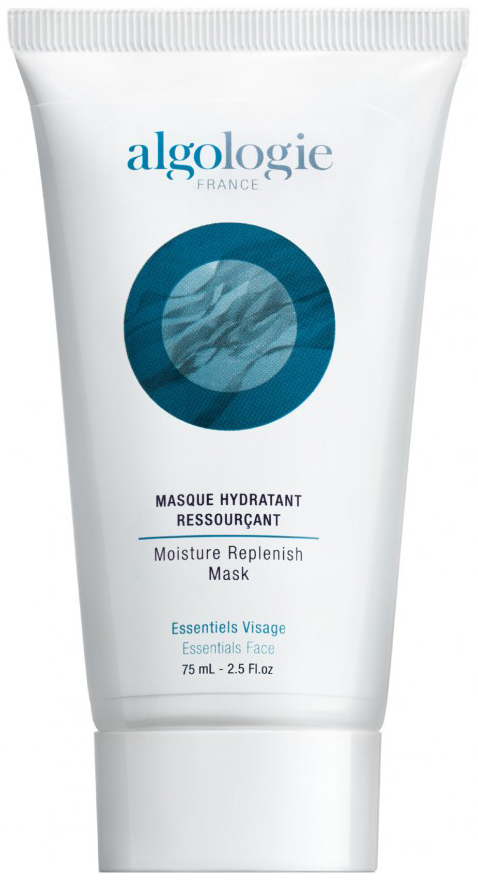 algologie
FRANCE
MASQUE HYDRATANT
RESSOURÇANT
Moisture Replenish
Mask
Essentiels Visage
Essentials Face
75 mL - 2.5 Fl.oz